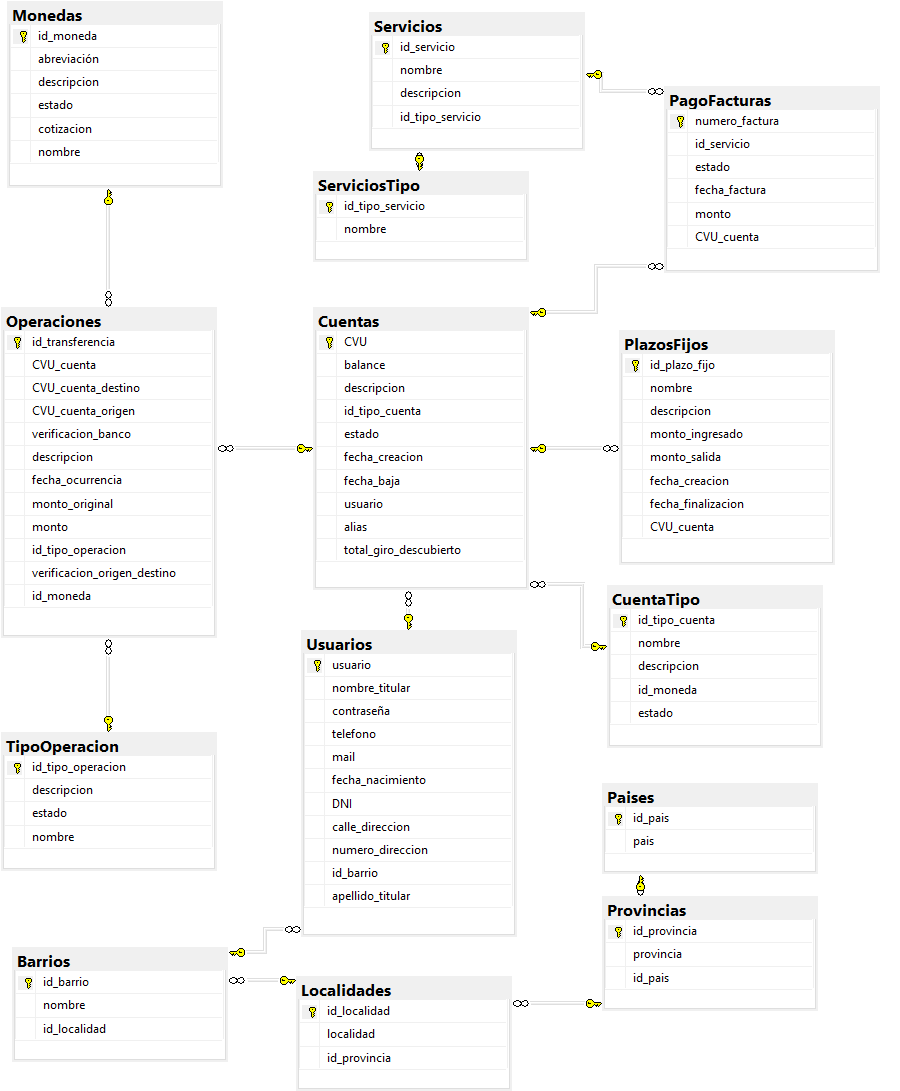 Monedas
id_moneda
abreviación
descripcion
estado
cotizacion
nombre
Servicios
id_servicio
nombre
descripcion
id_tipo_servicio
PagoFacturas
numero_factura
id_servicio
estado
fecha_factura
monto
CVU_cuenta
ServiciosTipo
id_tipo_servicio
nombre
Operaciones
id_transferencia
CVU_cuenta
CVU_cuenta_destino
CVU_cuenta_origen
verificacion_banco
descripcion
fecha_ocurrencia
monto_original
monto
id_tipo_operacion
verificacion_origen_destino
id_moneda
Cuentas
CVU
balance
descripcion
id_tipo_cuenta
estado
fecha_creacion
fecha_baja
usuario
alias
total_giro_descubierto
PlazosFijos
id_plazo_fijo
nombre
descripcion
monto_ingresado
monto_salida
fecha_creacion
fecha_finalizacion
CVU_cuenta
CuentaTipo
id_tipo_cuenta
nombre
descripcion
id_moneda
estado
Usuarios
usuario
nombre_titular
contraseña
telefono
mail
fecha_nacimiento
DNI
calle_direccion
numero_direccion
id_barrio
apellido_titular
TipoOperacion
id_tipo_operacion
descripcion
estado
nombre
Paises
id_pais
pais
Provincias
id_provincia
provincia
id_pais
Barrios
id_barrio
nombre
id_localidad
Localidades
id_localidad
localidad
id_provincia